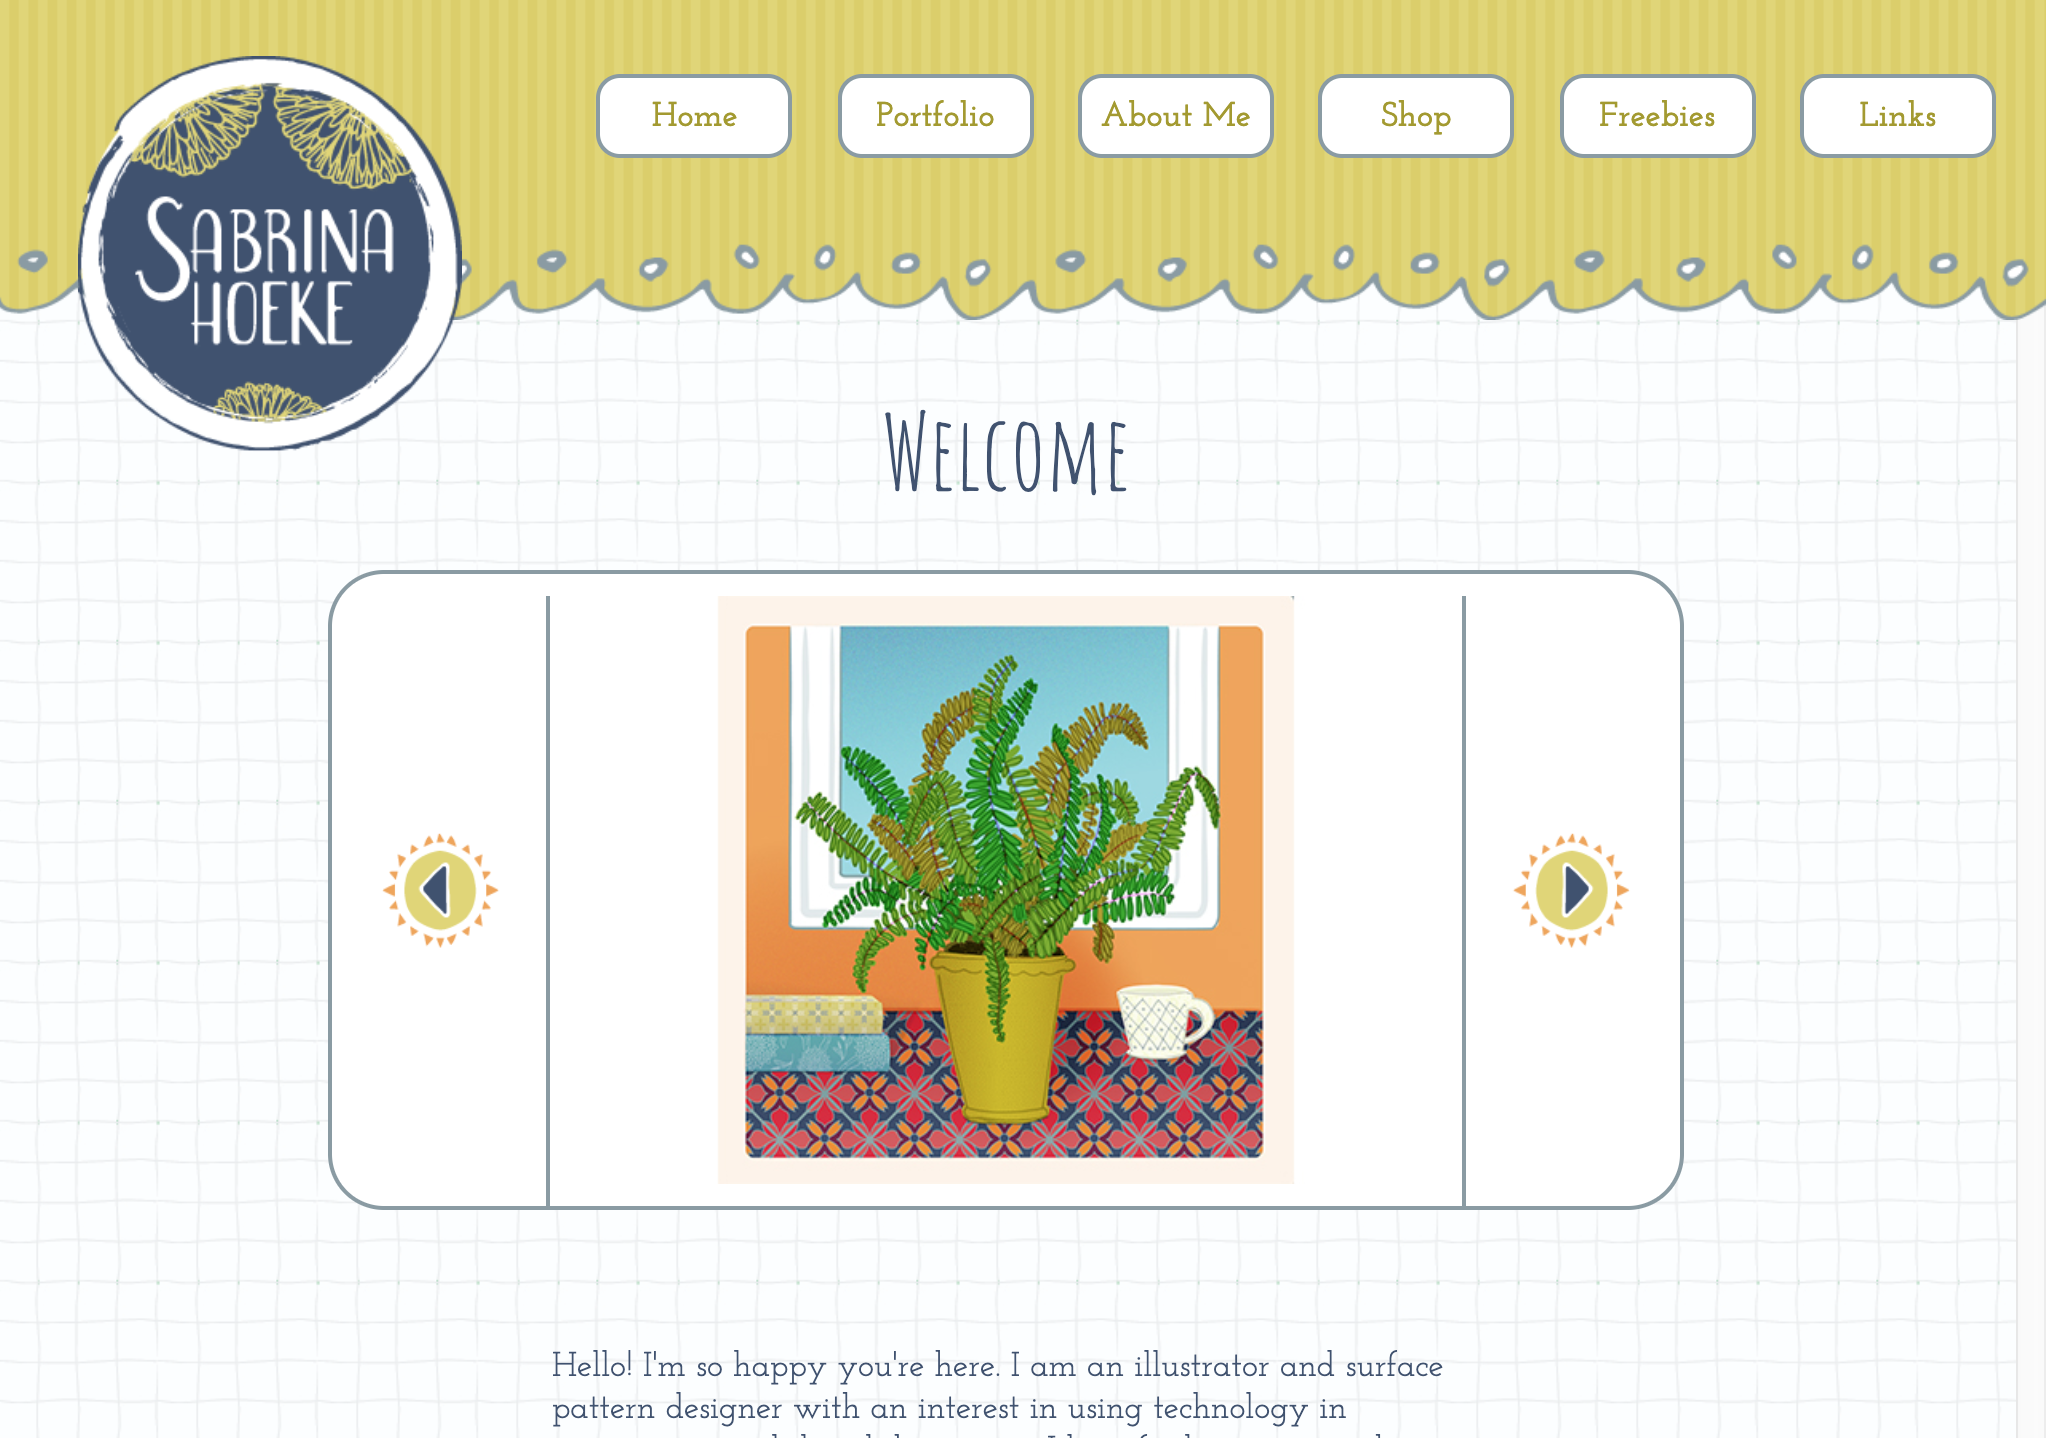 SABRINA
HOEKE
Home
Portfolio
About Me
Shop
Freebies
Links
WELCOME
Hello! I'm so happy you're here. I am an illustrator and surface
pattern designer with an interest in using technology in